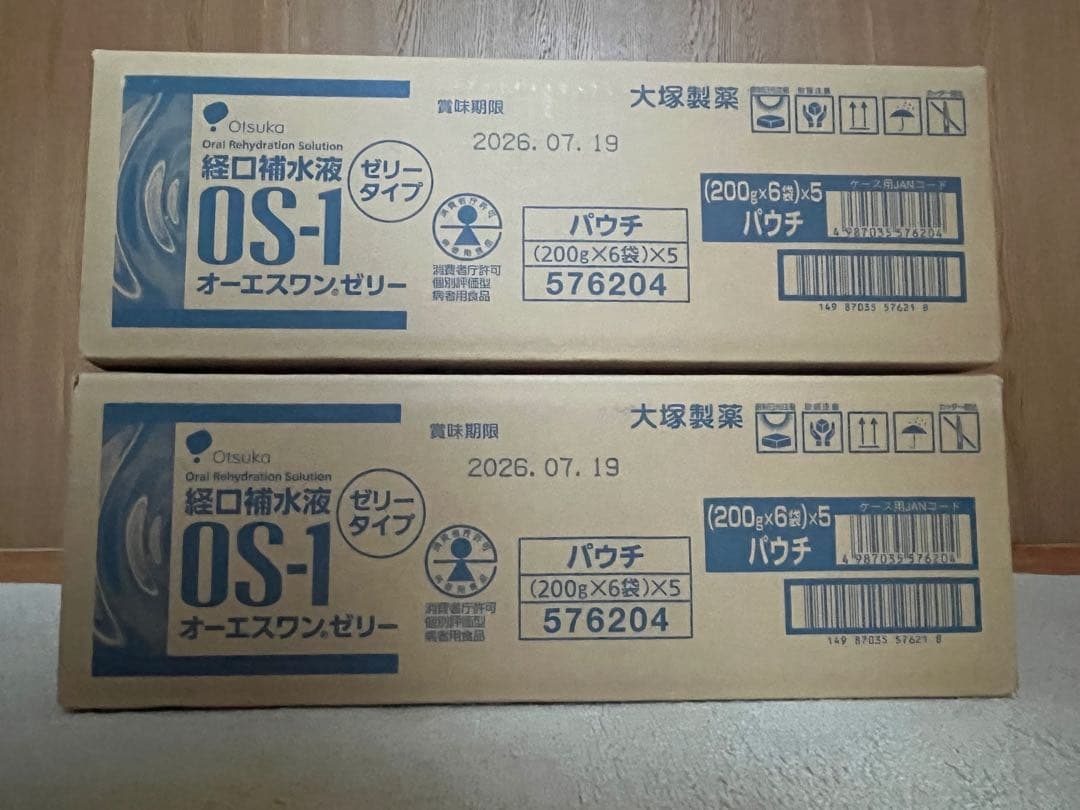 Otsuka
Oral Rehydration Solution
経口補水液
OS-1
オーエスワン®ゼリー
ゼリー
タイプ
賞味期限
2026.07.19
消費者庁許可
個別評価型
病者用食品
パウチ
(200g×6袋)×5
576204
大塚製薬
取扱注意
(200g×6袋)×5
パウチ
ケース用JANコード
4 987035 576204
149 87035 57621 8
Otsuka
Oral Rehydration Solution
経口補水液
OS-1
オーエスワン®ゼリー
ゼリー
タイプ
賞味期限
2026.07.19
消費者庁許可
個別評価型
病者用食品
パウチ
(200g×6袋)×5
576204
大塚製薬
取扱注意
(200g×6袋)×5
パウチ
ケース用JANコード
4 987035 576204
149 87035 57621 8